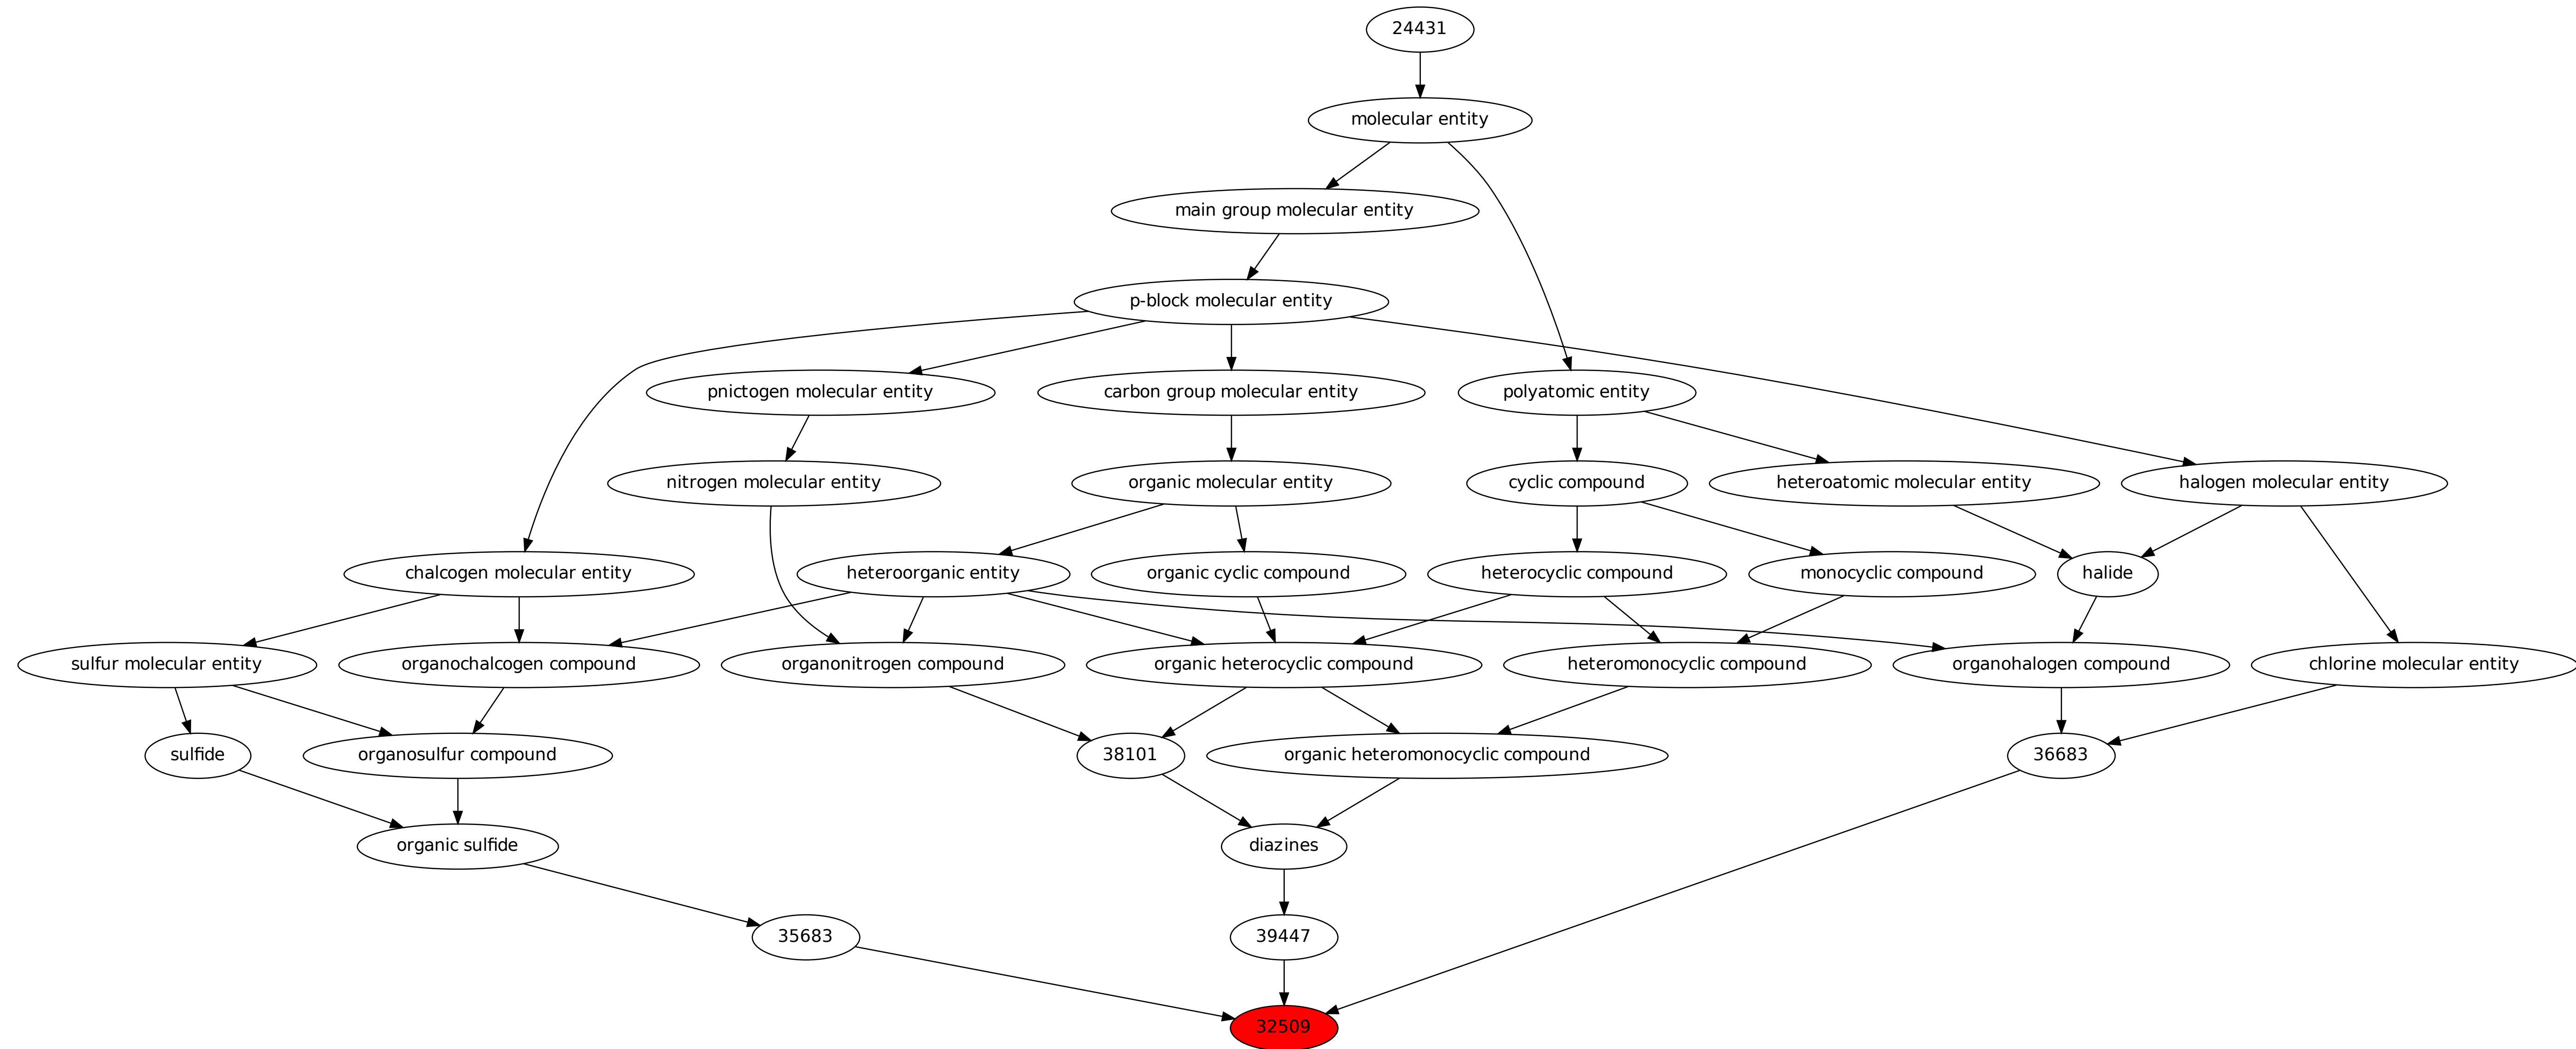 24431
molecular entity
main group molecular entity
p-block molecular entity
pnictogen molecular entity
carbon group molecular entity
polyatomic entity
nitrogen molecular entity
organic molecular entity
cyclic compound
heteroatomic molecular entity
halogen molecular entity
chalcogen molecular entity
heteroorganic entity
organic cyclic compound
heterocyclic compound
monocyclic compound
halide
sulfur molecular entity
organochalcogen compound
organonitrogen compound
organic heterocyclic compound
heteromonocyclic compound
organohalogen compound
chlorine molecular entity
sulfide
organosulfur compound
38101
organic heteromonocyclic compound
36683
organic sulfide
diazines
35683
39447
32509